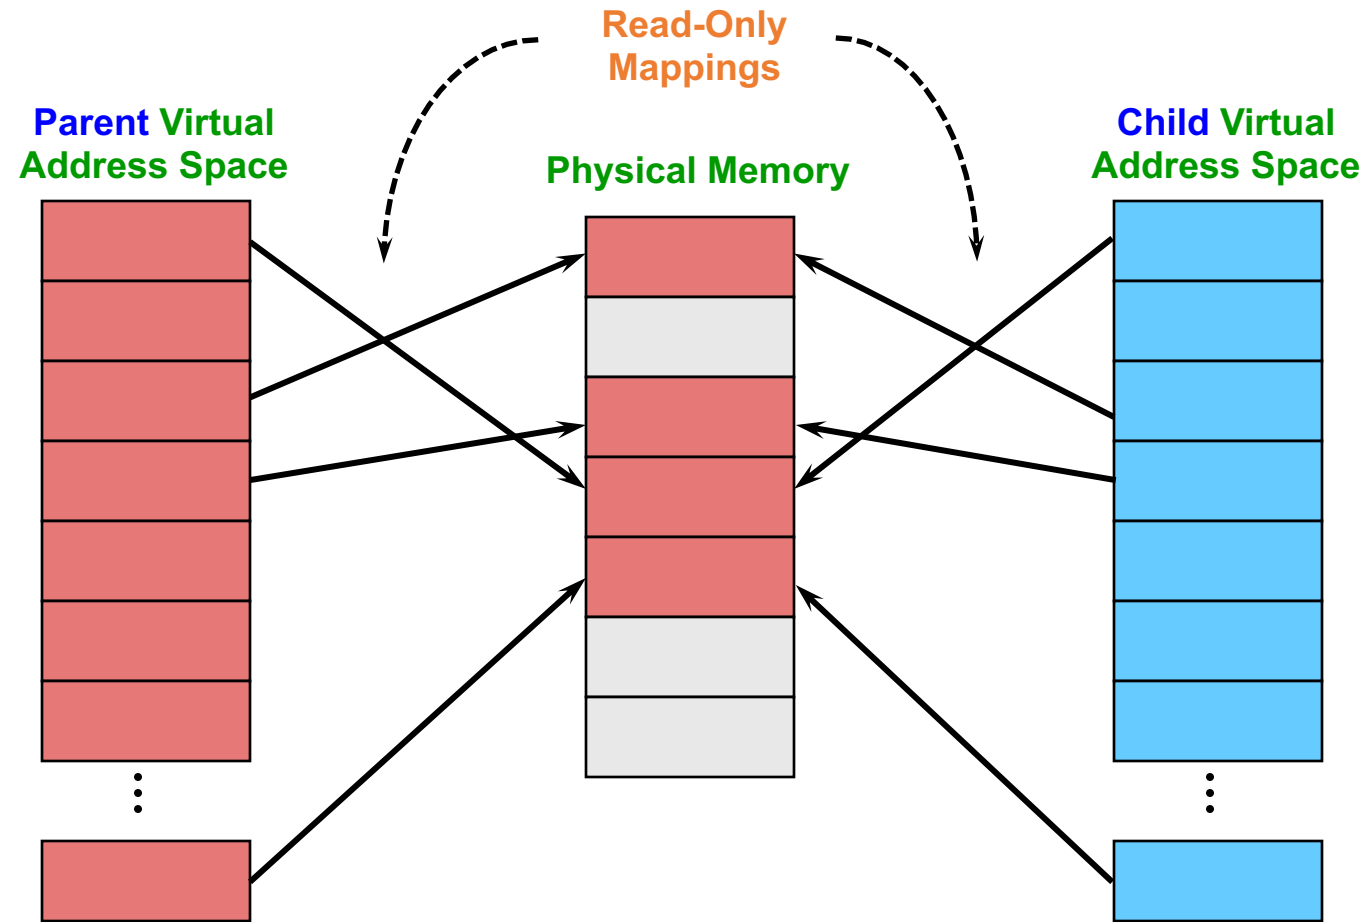 Read-Only
Mappings
Parent Virtual
Address Space
Physical Memory
Child Virtual
Address Space